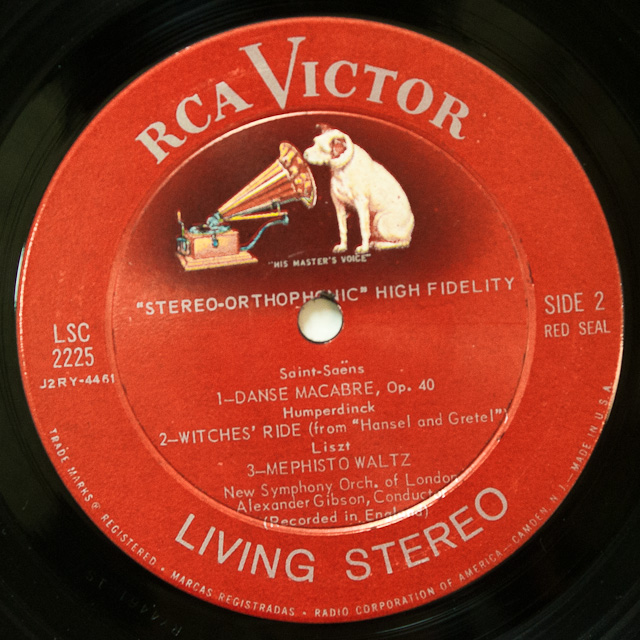 RCA VICTOR
"HIS MASTER'S VOICE"
"STEREO-ORTHOPHONIC" HIGH FIDELITY
LSC
2225
J2RY-4461
SIDE 2
RED SEAL
Saint-Saëns
1—DANSE MACABRE, Op. 40
Humperdinck
2—WITCHES' RIDE (from "Hansel and Gretel")
Liszt
3—MEPHISTO WALTZ
New Symphony Orch. of London
Alexander Gibson, Conductor
(Recorded in England)
LIVING STEREO
TRADE MARKS ® REGISTERED • MARCAS REGISTRADAS • RADIO CORPORATION OF AMERICA—CAMDEN, N.J.—MADE IN U.S.A.